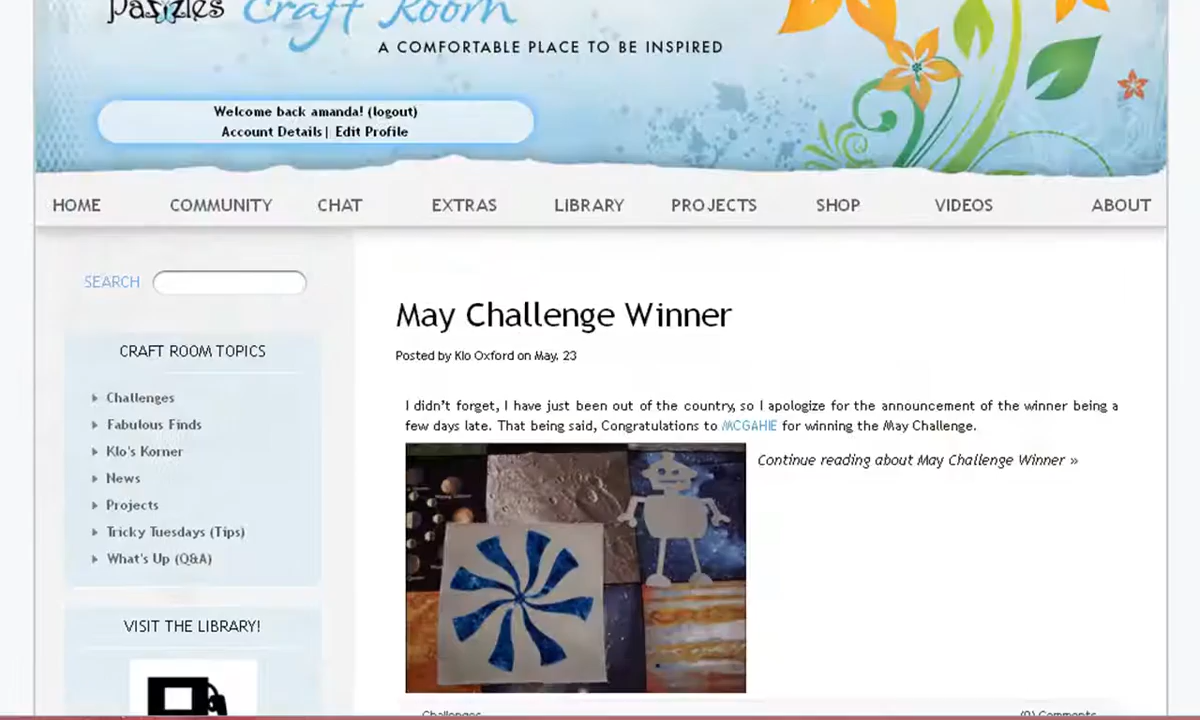 Pazzles Craft Room
A COMFORTABLE PLACE TO BE INSPIRED
Welcome back amanda! (logout)
Account Details | Edit Profile
HOME COMMUNITY CHAT EXTRAS LIBRARY PROJECTS SHOP VIDEOS ABOUT
SEARCH
CRAFT ROOM TOPICS
Challenges
Fabulous Finds
Klo's Korner
News
Projects
Tricky Tuesdays (Tips)
What's Up (Q&A)
VISIT THE LIBRARY!
May Challenge Winner
Posted by Klo Oxford on May. 23
I didn't forget, I have just been out of the country, so I apologize for the announcement of the winner being a
few days late. That being said, Congratulations to MCGAHIE for winning the May Challenge.
Continue reading about May Challenge Winner »
Challenges
(0) Comments